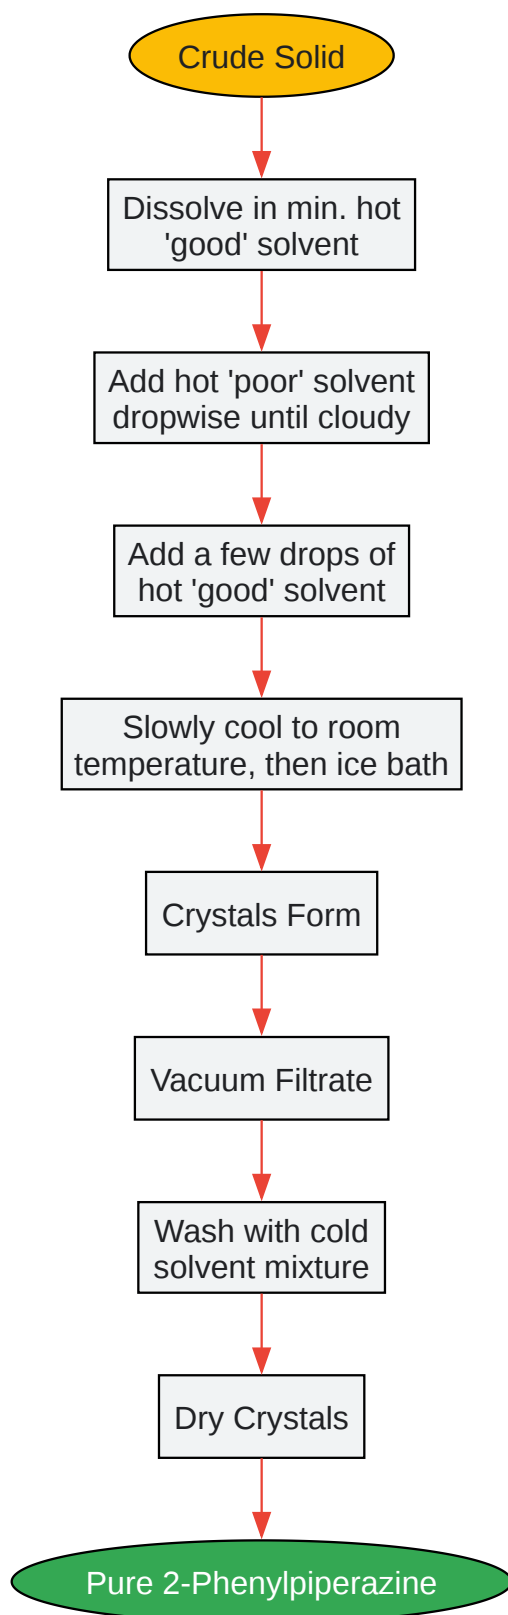 Crude Solid
Dissolve in min. hot
'good' solvent
Add hot 'poor' solvent
dropwise until cloudy
Add a few drops of
hot 'good' solvent
Slowly cool to room
temperature, then ice bath
Crystals Form
Vacuum Filtrate
Wash with cold
solvent mixture
Dry Crystals
Pure 2-Phenylpiperazine